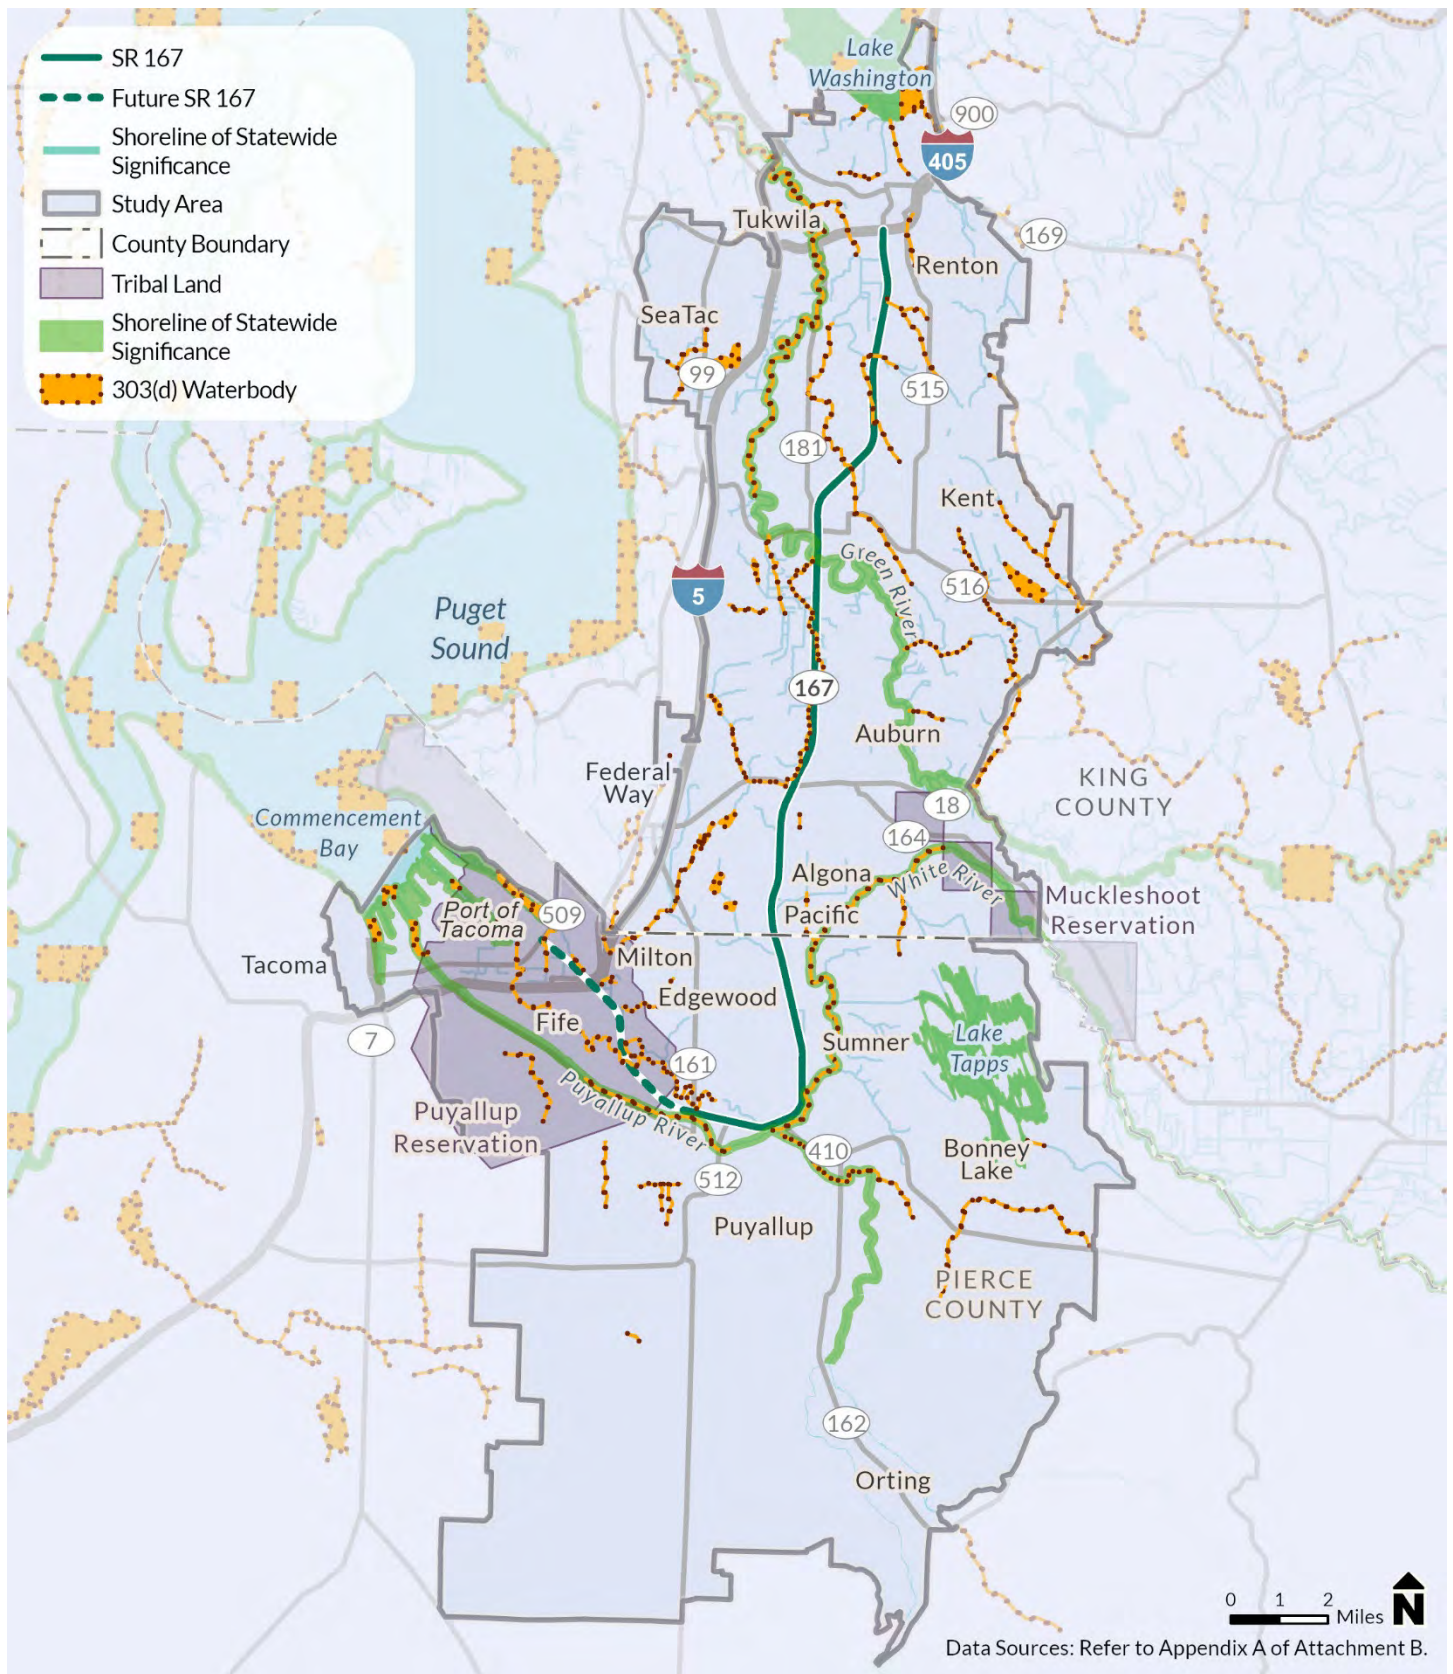 SR 167
Future SR 167
Shoreline of Statewide
Significance
Study Area
County Boundary
Tribal Land
Shoreline of Statewide
Significance
303(d) Waterbody
Lake
Washington
900
405
Tukwila
169
Renton
SeaTac
99
515
181
Kent
Green River
516
5
Puget
Sound
167
Auburn
Federal
Way
KING
COUNTY
Commencement
Bay
18
164
Algona
White River
Muckleshoot
Reservation
Pacific
509
Port of
Tacoma
Tacoma
Milton
Edgewood
Fife
7
Sumner
Lake
Tapps
161
Puyallup River
Puyallup
Reservation
410
Bonney
Lake
512
Puyallup
PIERCE
COUNTY
162
Orting
0 1 2
Miles
N
Data Sources: Refer to Appendix A of Attachment B.